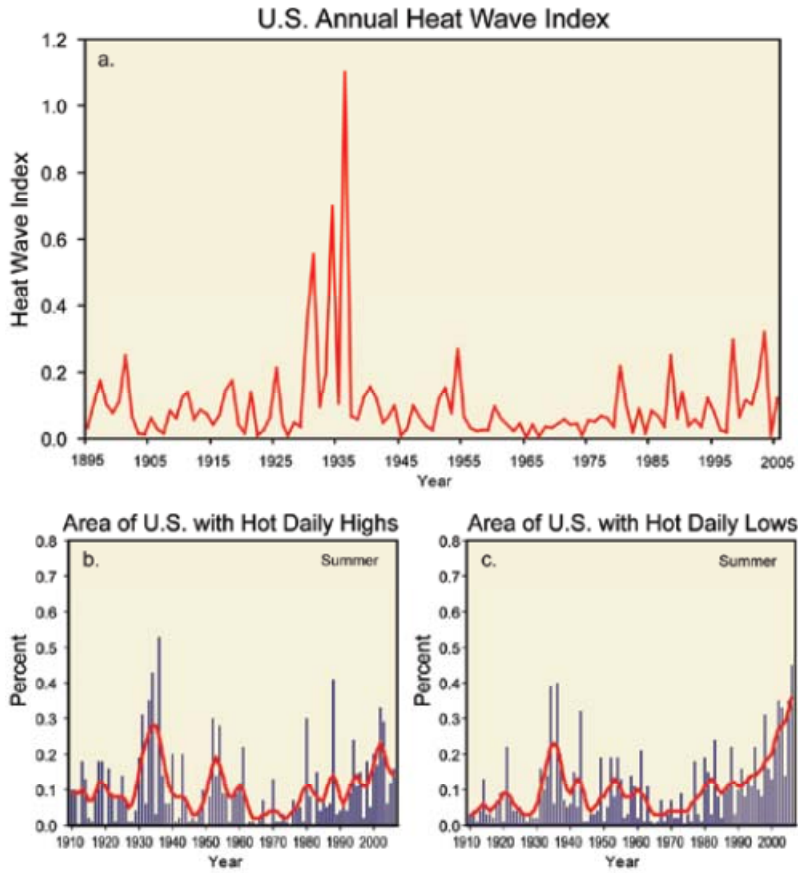 U.S. Annual Heat Wave Index
a.
1.2
1.0
0.8
0.6
0.4
0.2
0.0
Heat Wave Index
1895 1905 1915 1925 1935 1945 1955 1965 1975 1985 1995 2005
Year
Area of U.S. with Hot Daily Highs
b.
Summer
0.8
0.7
0.6
0.5
0.4
0.3
0.2
0.1
0.0
Percent
1910 1920 1930 1940 1950 1960 1970 1980 1990 2000
Year
Area of U.S. with Hot Daily Lows
c.
Summer
0.8
0.7
0.6
0.5
0.4
0.3
0.2
0.1
0.0
Percent
1910 1920 1930 1940 1950 1960 1970 1980 1990 2000
Year